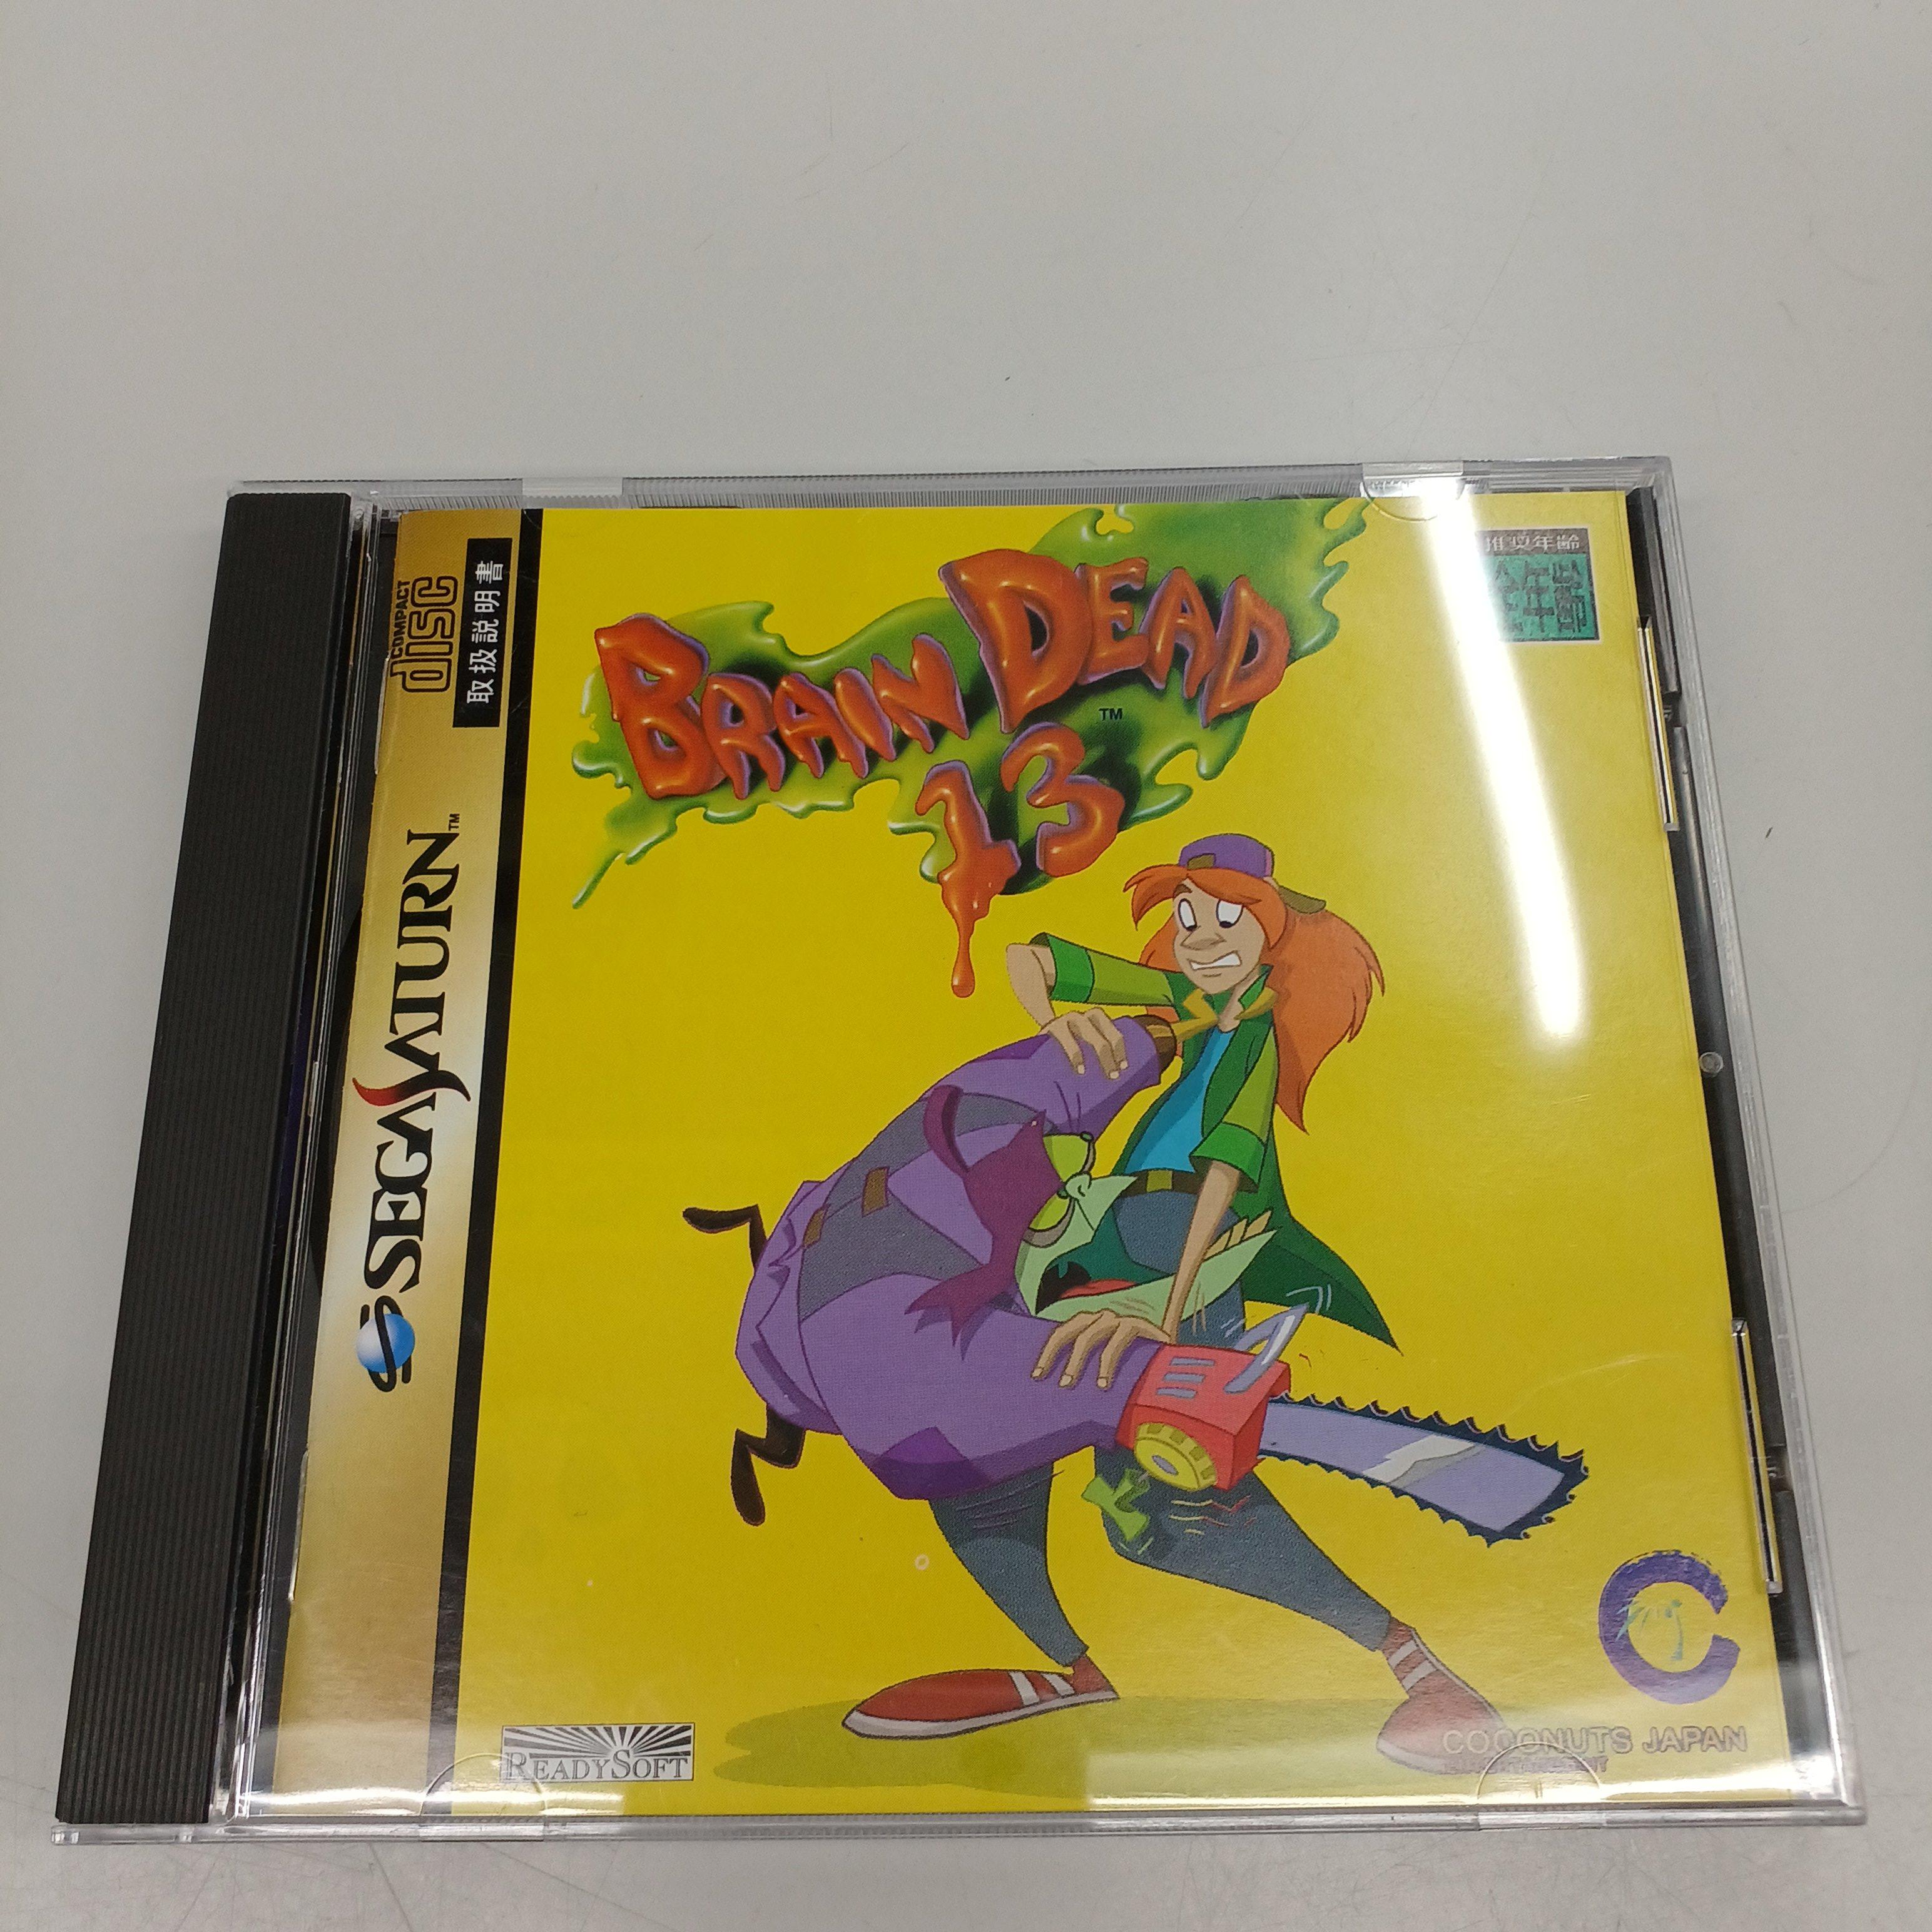 COMPACT
disc
取扱説明書
SEGA SATURN™
BRAIN DEAD
™
13
推奨年齢
READYSOFT
COCONUTS JAPAN